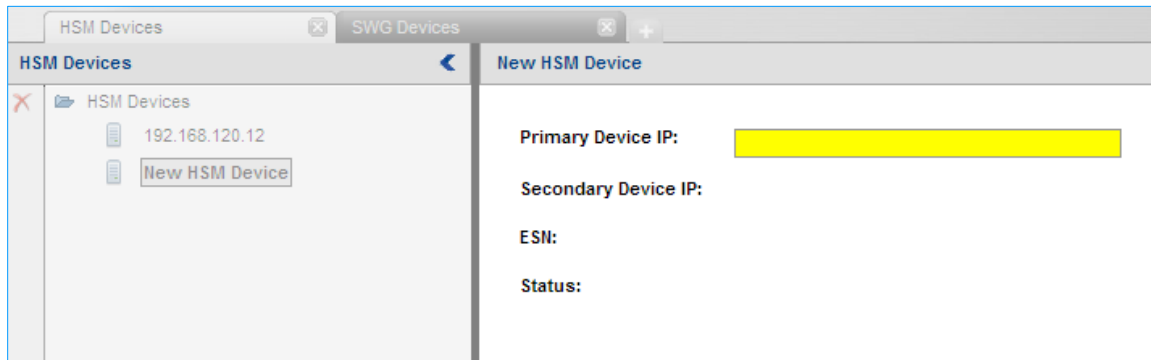 HSM Devices
SWG Devices
HSM Devices
New HSM Device
HSM Devices
192.168.120.12
New HSM Device
Primary Device IP:
Secondary Device IP:
ESN:
Status: